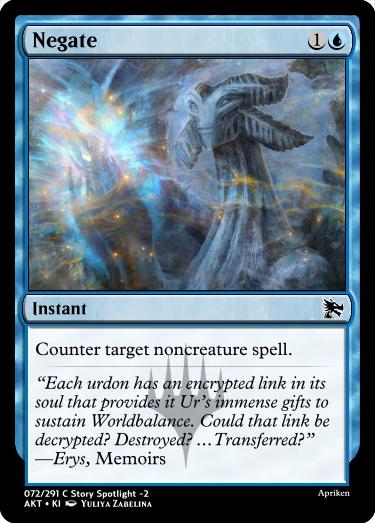 Negate
1
Instant
Counter target noncreature spell.
“Each urdon has an encrypted link in its
soul that provides it Ur's immense gifts to
sustain Worldbalance. Could that link be
decrypted? Destroyed? …Transferred?”
—Erys, Memoirs
072/291 C Story Spotlight -2
Apriken
AKT • KI Yuliya Zabelina